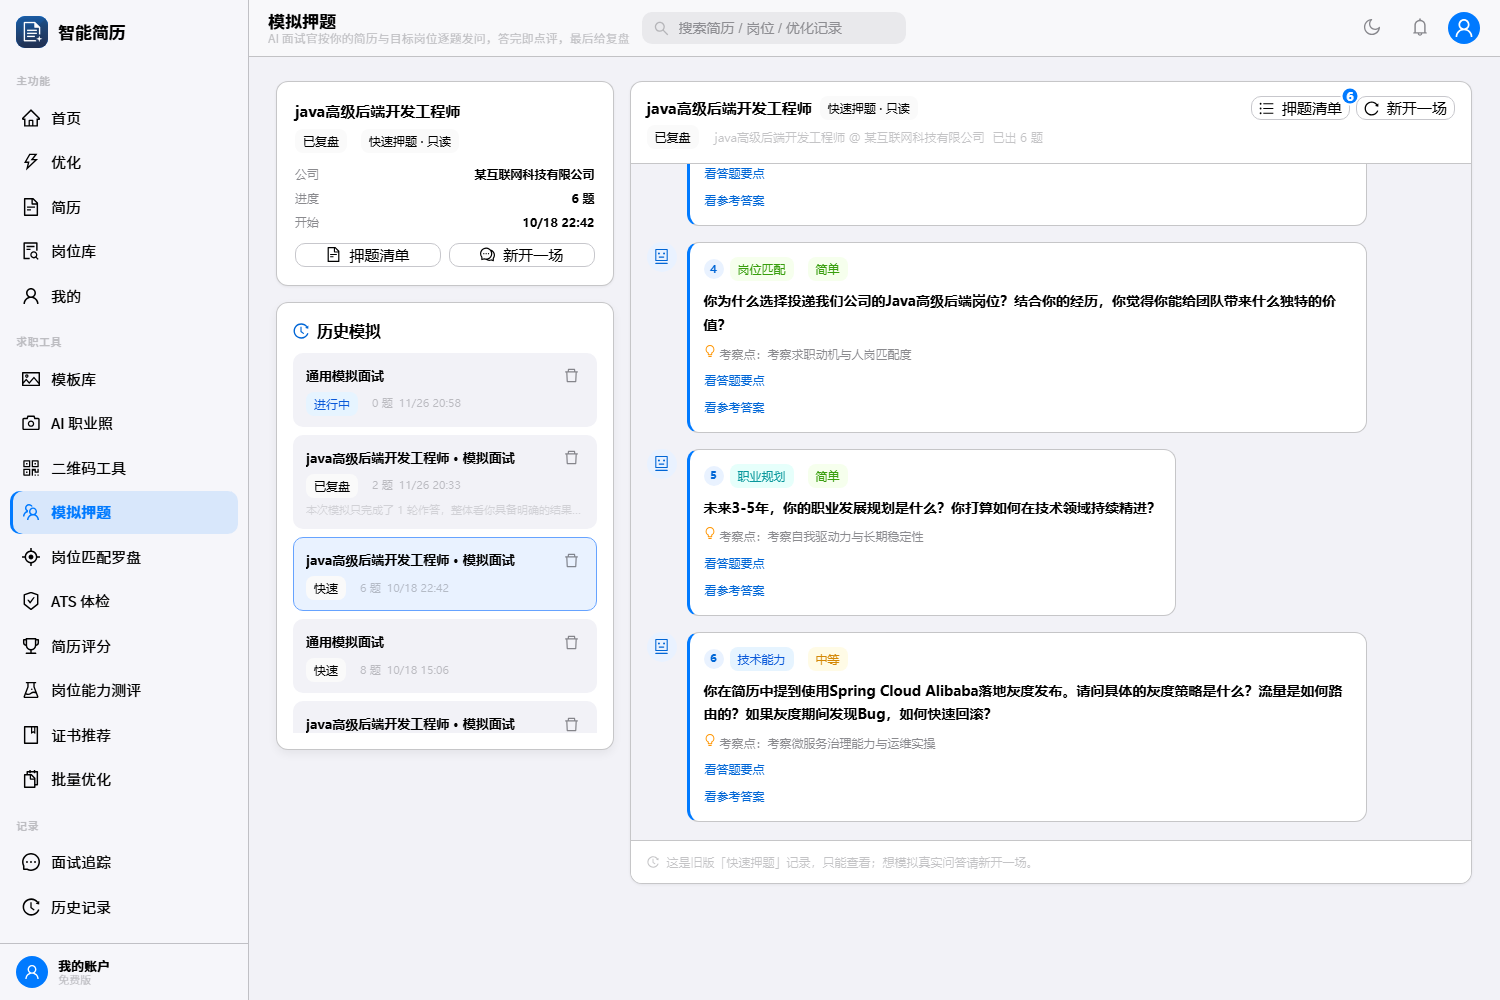 智能简历
主功能
首页
优化
简历
岗位库
我的
求职工具
模板库
AI 职业照
二维码工具
模拟押题
岗位匹配罗盘
ATS 体检
简历评分
岗位能力测评
证书推荐
批量优化
记录
面试追踪
历史记录
我的账户
免费版
模拟押题
AI 面试官按你的简历与目标岗位逐题发问，答完即点评，最后给复盘
搜索简历 / 岗位 / 优化记录
java高级后端开发工程师
已复盘 快速押题 · 只读
公司 某互联网科技有限公司
进度 6 题
开始 10/18 22:42
押题清单 新开一场
历史模拟
通用模拟面试
进行中 0 题 11/26 20:58
java高级后端开发工程师 • 模拟面试
已复盘 2 题 11/26 20:33
本次模拟只完成了 1 轮作答，整体看你具备明确的结果...
java高级后端开发工程师 • 模拟面试
快速 6 题 10/18 22:42
通用模拟面试
快速 8 题 10/18 15:06
java高级后端开发工程师 • 模拟面试
java高级后端开发工程师 快速押题 · 只读
押题清单 6 新开一场
已复盘 java高级后端开发工程师 @ 某互联网科技有限公司 已出 6 题
看答题要点
看参考答案
4 岗位匹配 简单
你为什么选择投递我们公司的Java高级后端岗位？结合你的经历，你觉得你能给团队带来什么独特的价
值？
考察点：考察求职动机与人岗匹配度
看答题要点
看参考答案
5 职业规划 简单
未来3-5年，你的职业发展规划是什么？你打算如何在技术领域持续精进？
考察点：考察自我驱动力与长期稳定性
看答题要点
看参考答案
6 技术能力 中等
你在简历中提到使用Spring Cloud Alibaba落地灰度发布。请问具体的灰度策略是什么？流量是如何路
由的？如果灰度期间发现Bug，如何快速回滚？
考察点：考察微服务治理能力与运维实操
看答题要点
看参考答案
这是旧版「快速押题」记录，只能查看；想模拟真实问答请新开一场。